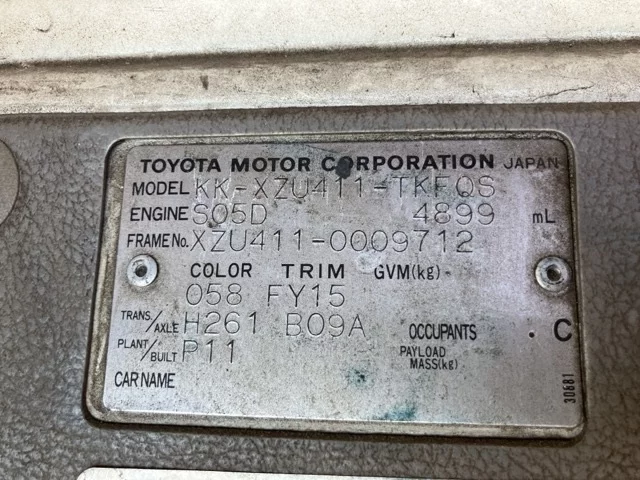 TOYOTA MOTOR CORPORATION JAPAN
MODEL KK-XZU411-TKFQS
ENGINE S05D 4899 mL
FRAME No. XZU411-0009712
COLOR TRIM GVM(kg)
058 FY15
TRANS./AXLE H261 B09A OCCUPANTS C
PLANT/BUILT P11 PAYLOAD MASS(kg)
CAR NAME
30681